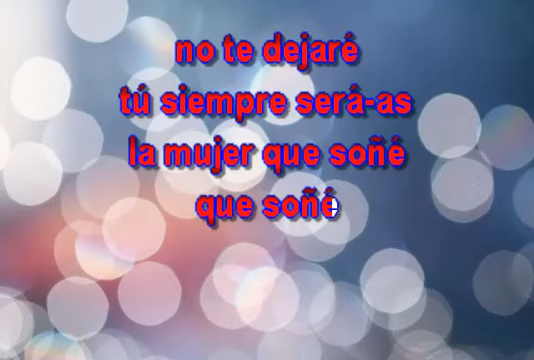 no te dejaré
tú siempre será-as
la mujer que soñé
que soñé